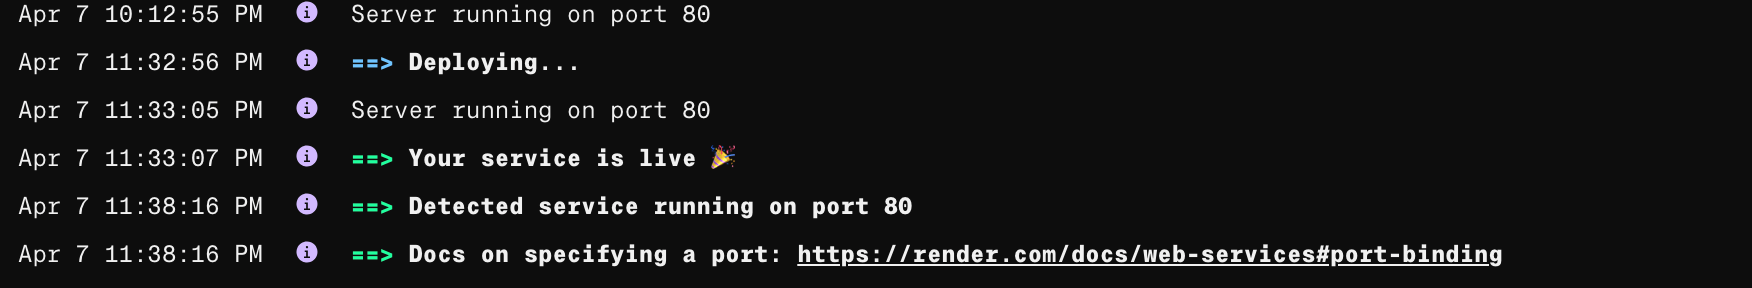 Apr 7 10:12:55 PM Server running on port 80
Apr 7 11:32:56 PM ==> Deploying...
Apr 7 11:33:05 PM Server running on port 80
Apr 7 11:33:07 PM ==> Your service is live 🎉
Apr 7 11:38:16 PM ==> Detected service running on port 80
Apr 7 11:38:16 PM ==> Docs on specifying a port: https://render.com/docs/web-services#port-binding